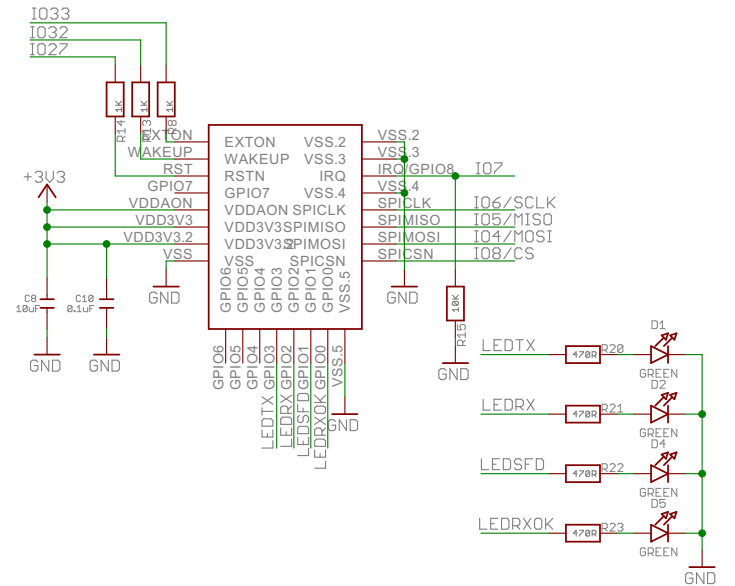 IO33
IO32
IO27
1K
1K
1K
R14
R13
R8
EXTON
WAKEUP
RST
GPIO7
VDDAON
VDD3V3
VDD3V3.2
VSS
+3V3
EXTON
WAKEUP
RSTN
GPIO7
VDDAON
VDD3V3
VDD3V3.2
VSS
VSS.2
VSS.3
IRQ
VSS.4
SPICLK
SPIMISO
SPIMOSI
SPICSN
VSS.2
VSS.3
IRQ/GPIO8
VSS.4
SPICLK
SPIMISO
SPIMOSI
SPICSN
IO7
IO6/SCLK
IO5/MISO
IO4/MOSI
IO8/CS
GPIO6
GPIO5
GPIO4
GPIO3
GPIO2
GPIO1
GPIO0
VSS.5
GPIO6
GPIO5
GPIO4
GPIO3
GPIO2
GPIO1
GPIO0
VSS.5
LEDTX
LEDRX
LEDSFD
LEDRXOK
GND
GND
GND
C8
10uF
C10
0.1uF
GND
GND
10K
R15
GND
LEDTX
470R
R20
D1
GREEN
LEDRX
470R
R21
D2
GREEN
LEDSFD
470R
R22
D4
GREEN
LEDRXOK
470R
R23
D5
GREEN
GND